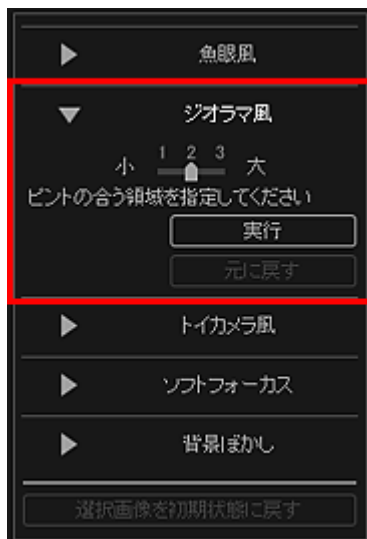 魚眼風
ジオラマ風
1 2 3
小 大
ピントの合う領域を指定してください
実行
元に戻す
トイカメラ風
ソフトフォーカス
背景ぼかし
選択画像を初期状態に戻す